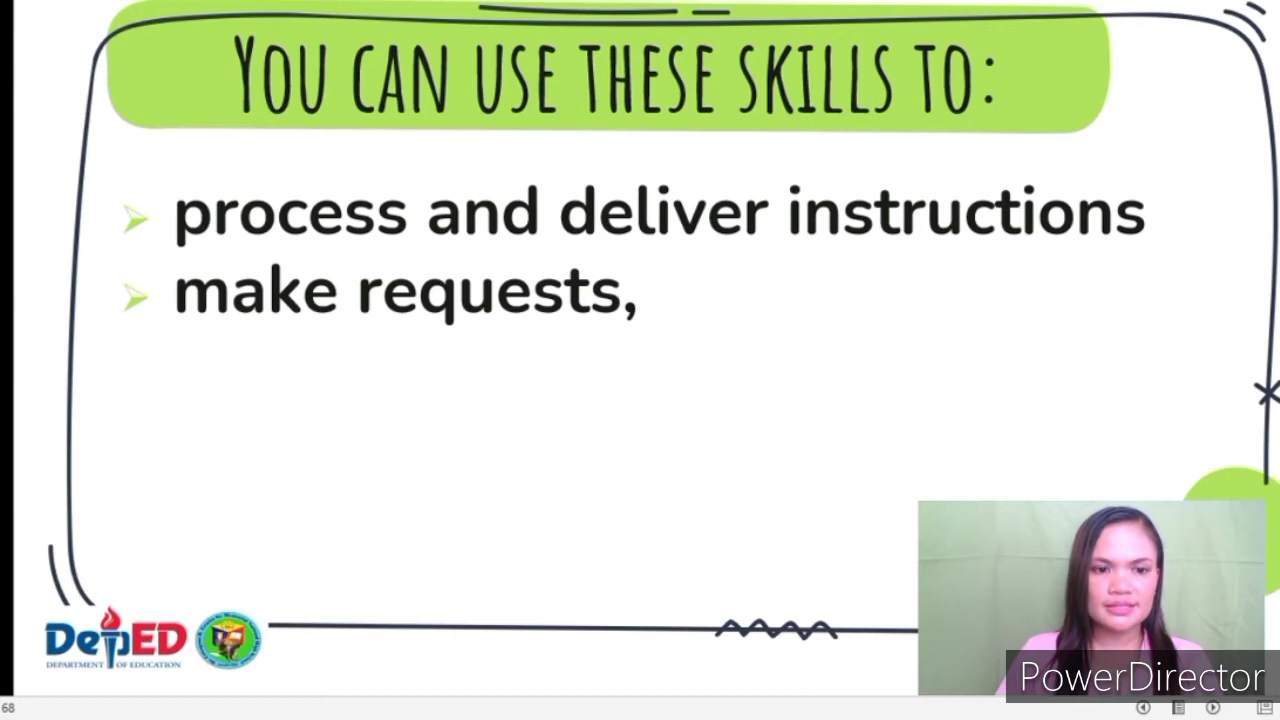 You can use these skills to:
process and deliver instructions
make requests,
DepED
DEPARTMENT OF EDUCATION
PowerDirector
68